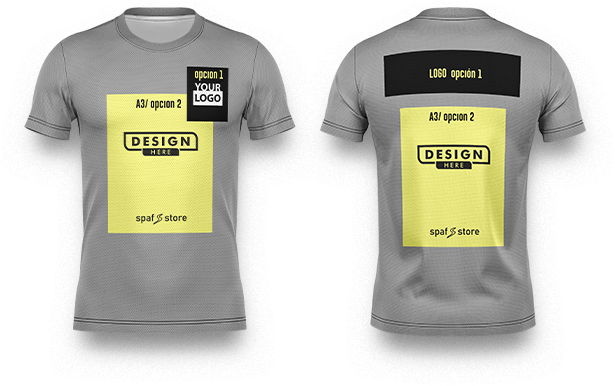 opcion 1
YOUR
LOGO
A3/ opcion 2
DESIGN
HERE
spaf store
LOGO opción 1
A3/ opcion 2
DESIGN
HERE
spaf store